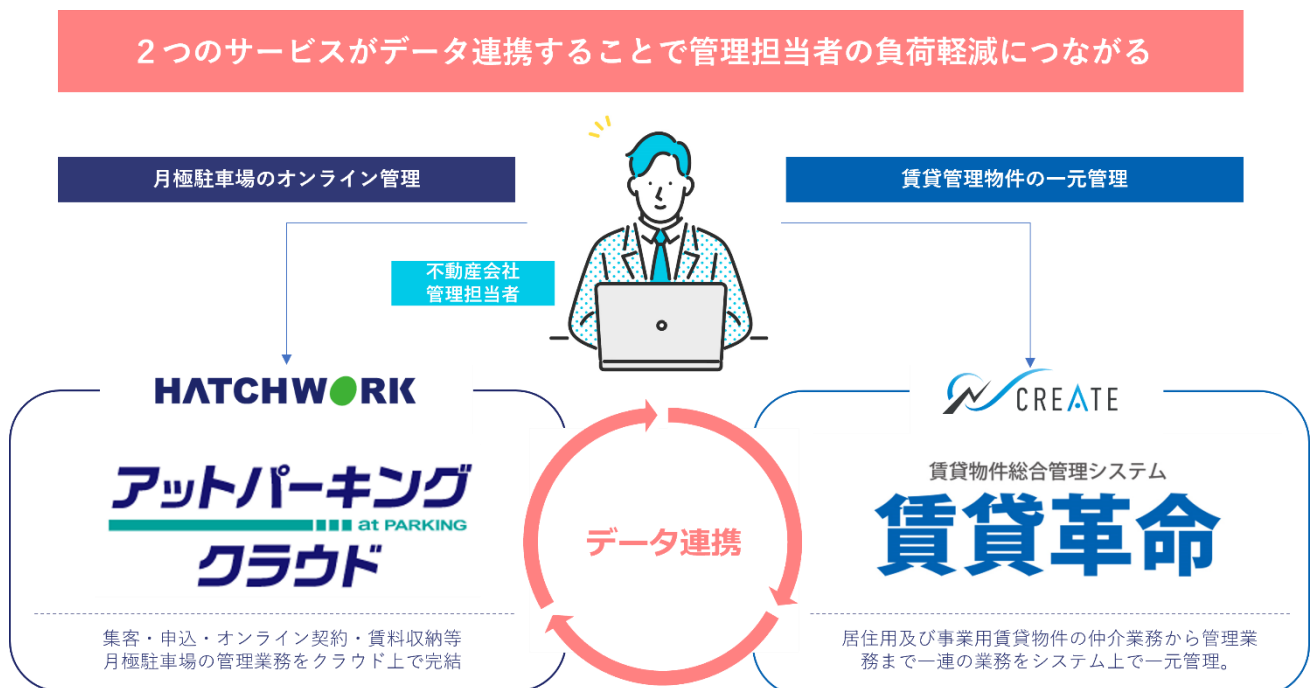 ２つのサービスがデータ連携することで管理担当者の負荷軽減につながる
月極駐車場のオンライン管理
賃貸管理物件の一元管理
不動産会社
管理担当者
HATCHWORK
アットパーキング
at PARKING
クラウド
集客・申込・オンライン契約・賃料収納等
月極駐車場の管理業務をクラウド上で完結
データ連携
CREATE
賃貸物件総合管理システム
賃貸革命
居住用及び事業用賃貸物件の仲介業務から管理業
務まで一連の業務をシステム上で一元管理。